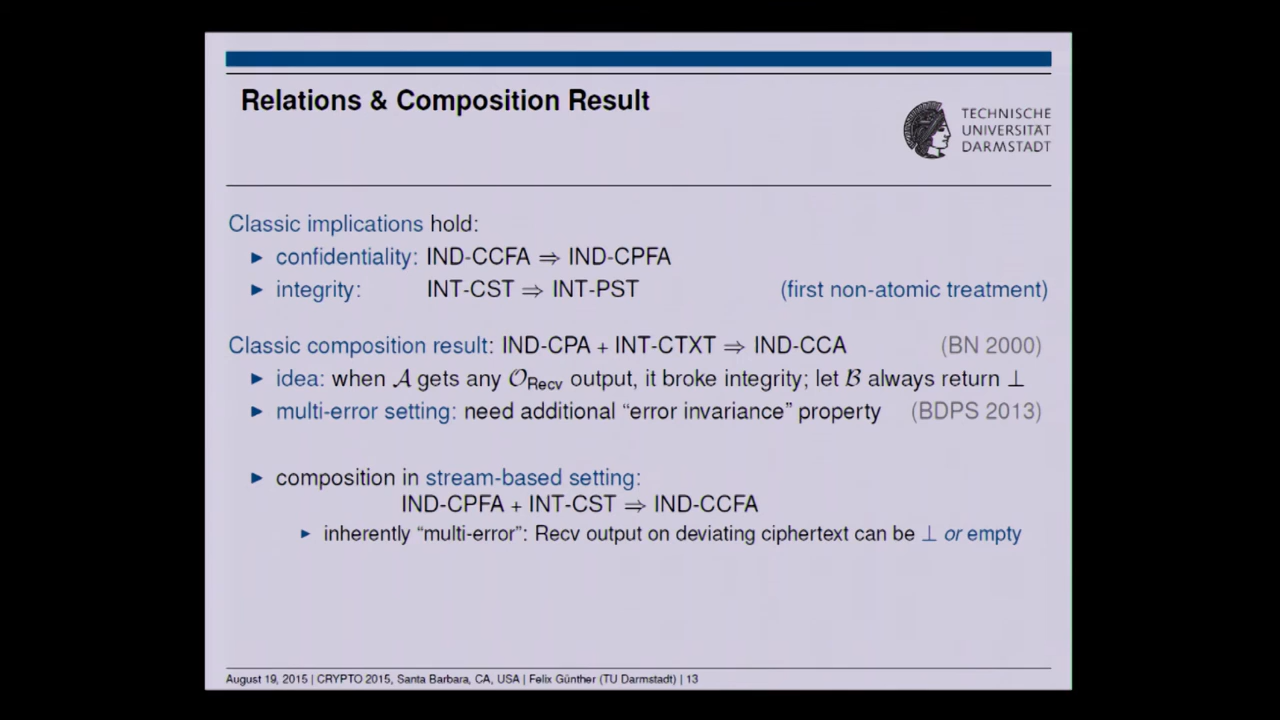 Relations & Composition Result
TECHNISCHE
UNIVERSITÄT
DARMSTADT
Classic implications hold:
▶ confidentiality: IND-CCFA ⇒ IND-CPFA
▶ integrity: INT-CST ⇒ INT-PST (first non-atomic treatment)
Classic composition result: IND-CPA + INT-CTXT ⇒ IND-CCA (BN 2000)
▶ idea: when 𝒜 gets any 𝒪Recv output, it broke integrity; let ℬ always return ⊥
▶ multi-error setting: need additional “error invariance” property (BDPS 2013)
▶ composition in stream-based setting:
IND-CPFA + INT-CST ⇒ IND-CCFA
▶ inherently “multi-error”: Recv output on deviating ciphertext can be ⊥ or empty
August 19, 2015 | CRYPTO 2015, Santa Barbara, CA, USA | Felix Günther (TU Darmstadt) | 13